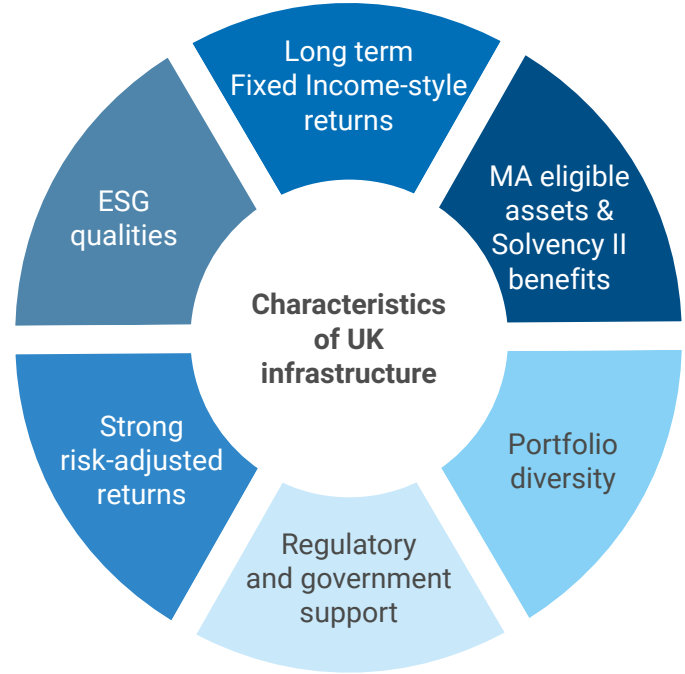 Long term
Fixed Income-style
returns
MA eligible
assets &
Solvency II
benefits
Portfolio
diversity
Regulatory
and government
support
Strong
risk-adjusted
returns
ESG
qualities
Characteristics
of UK
infrastructure